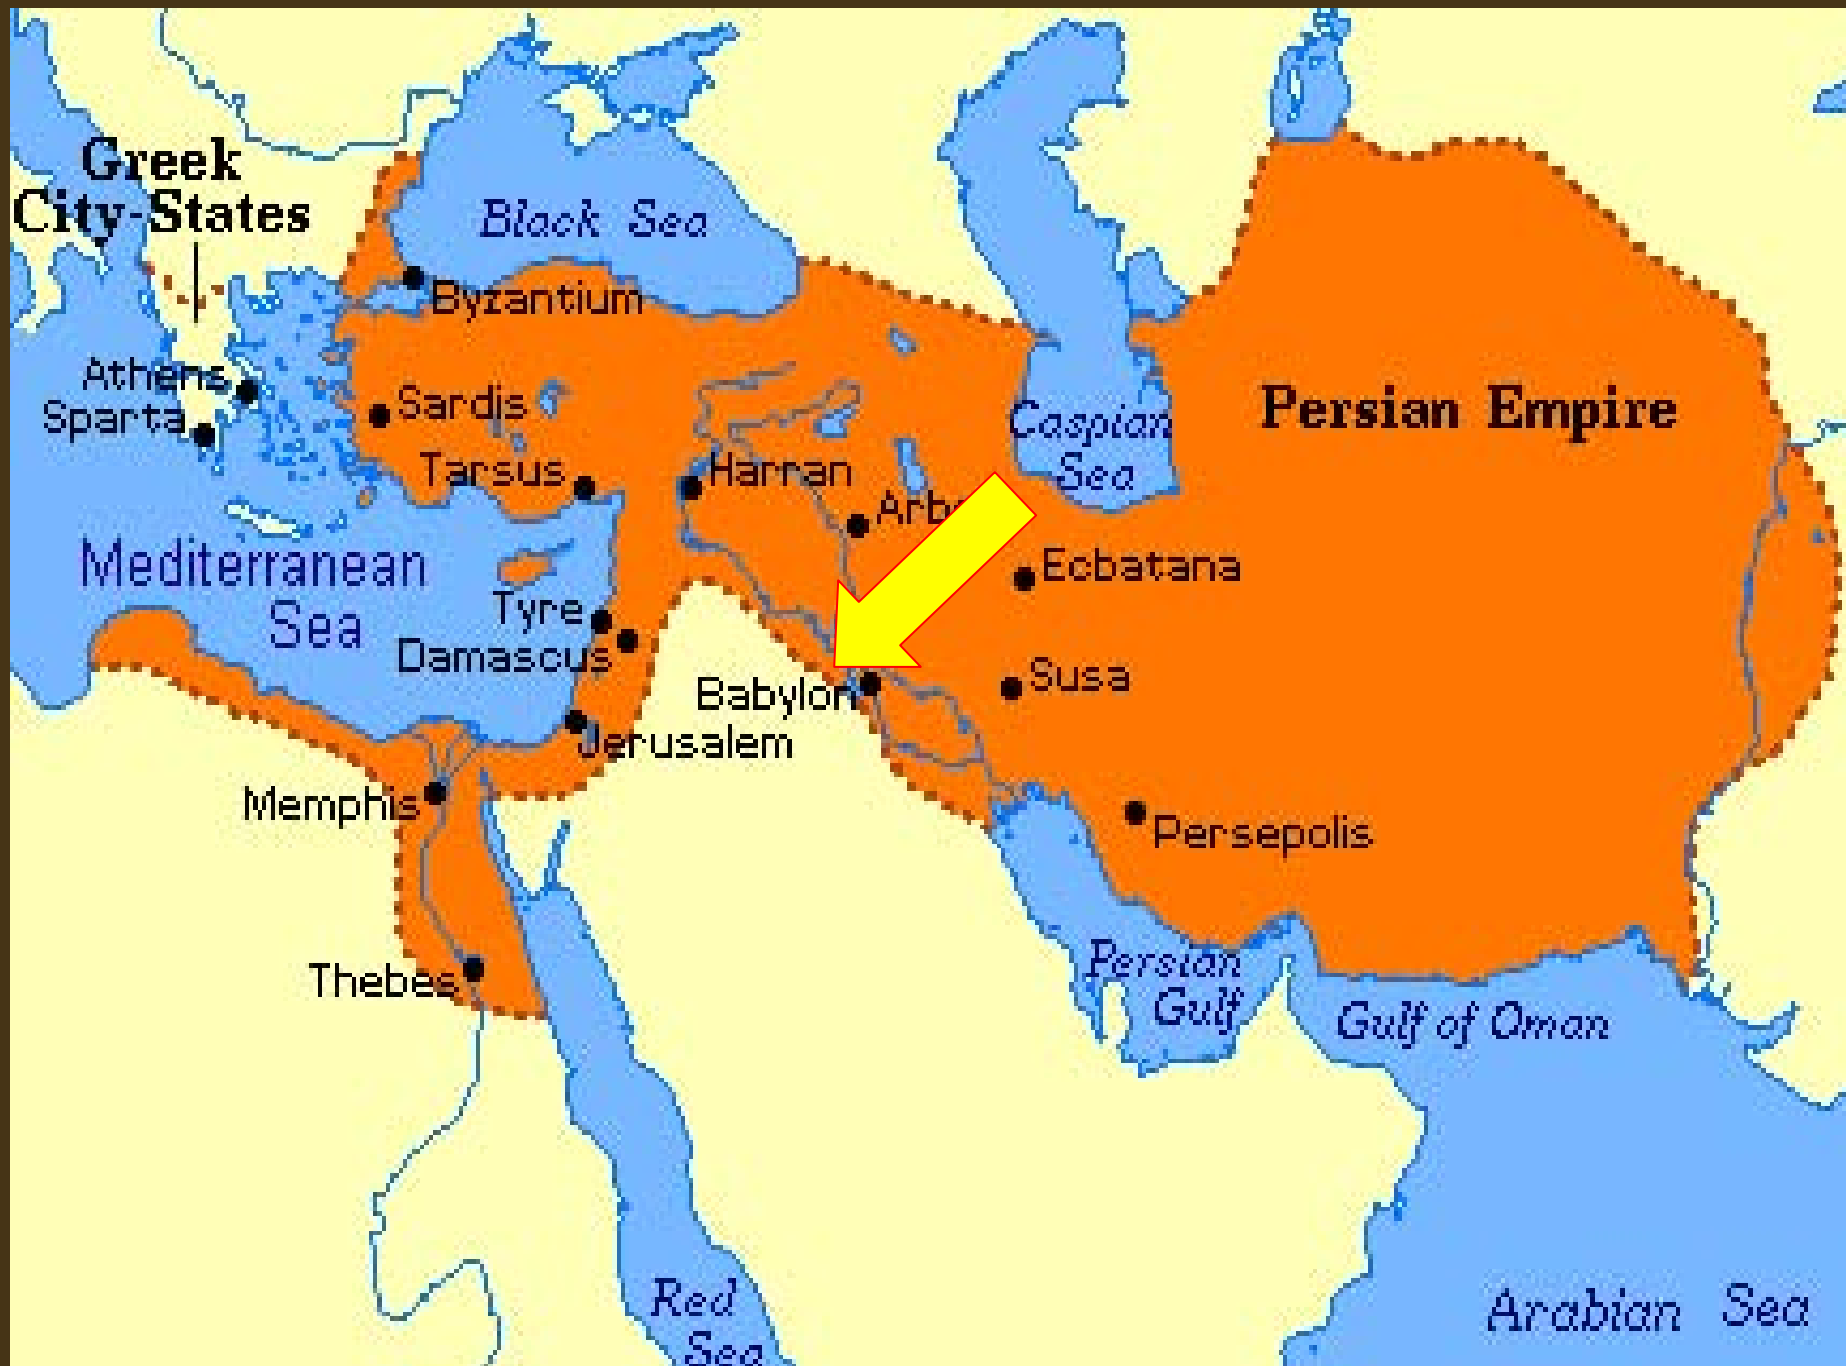 Greek
City-States
Black Sea
Byzantium
Athens
Sparta
Sardis
Tarsus
Harran
Caspian
Sea
Persian Empire
Ecbatana
Mediterranean
Sea
Tyre
Damascus
Susa
Babylon
Jerusalem
Memphis
Persepolis
Thebes
Persian
Gulf
Gulf of Oman
Red
Sea
Arabian Sea